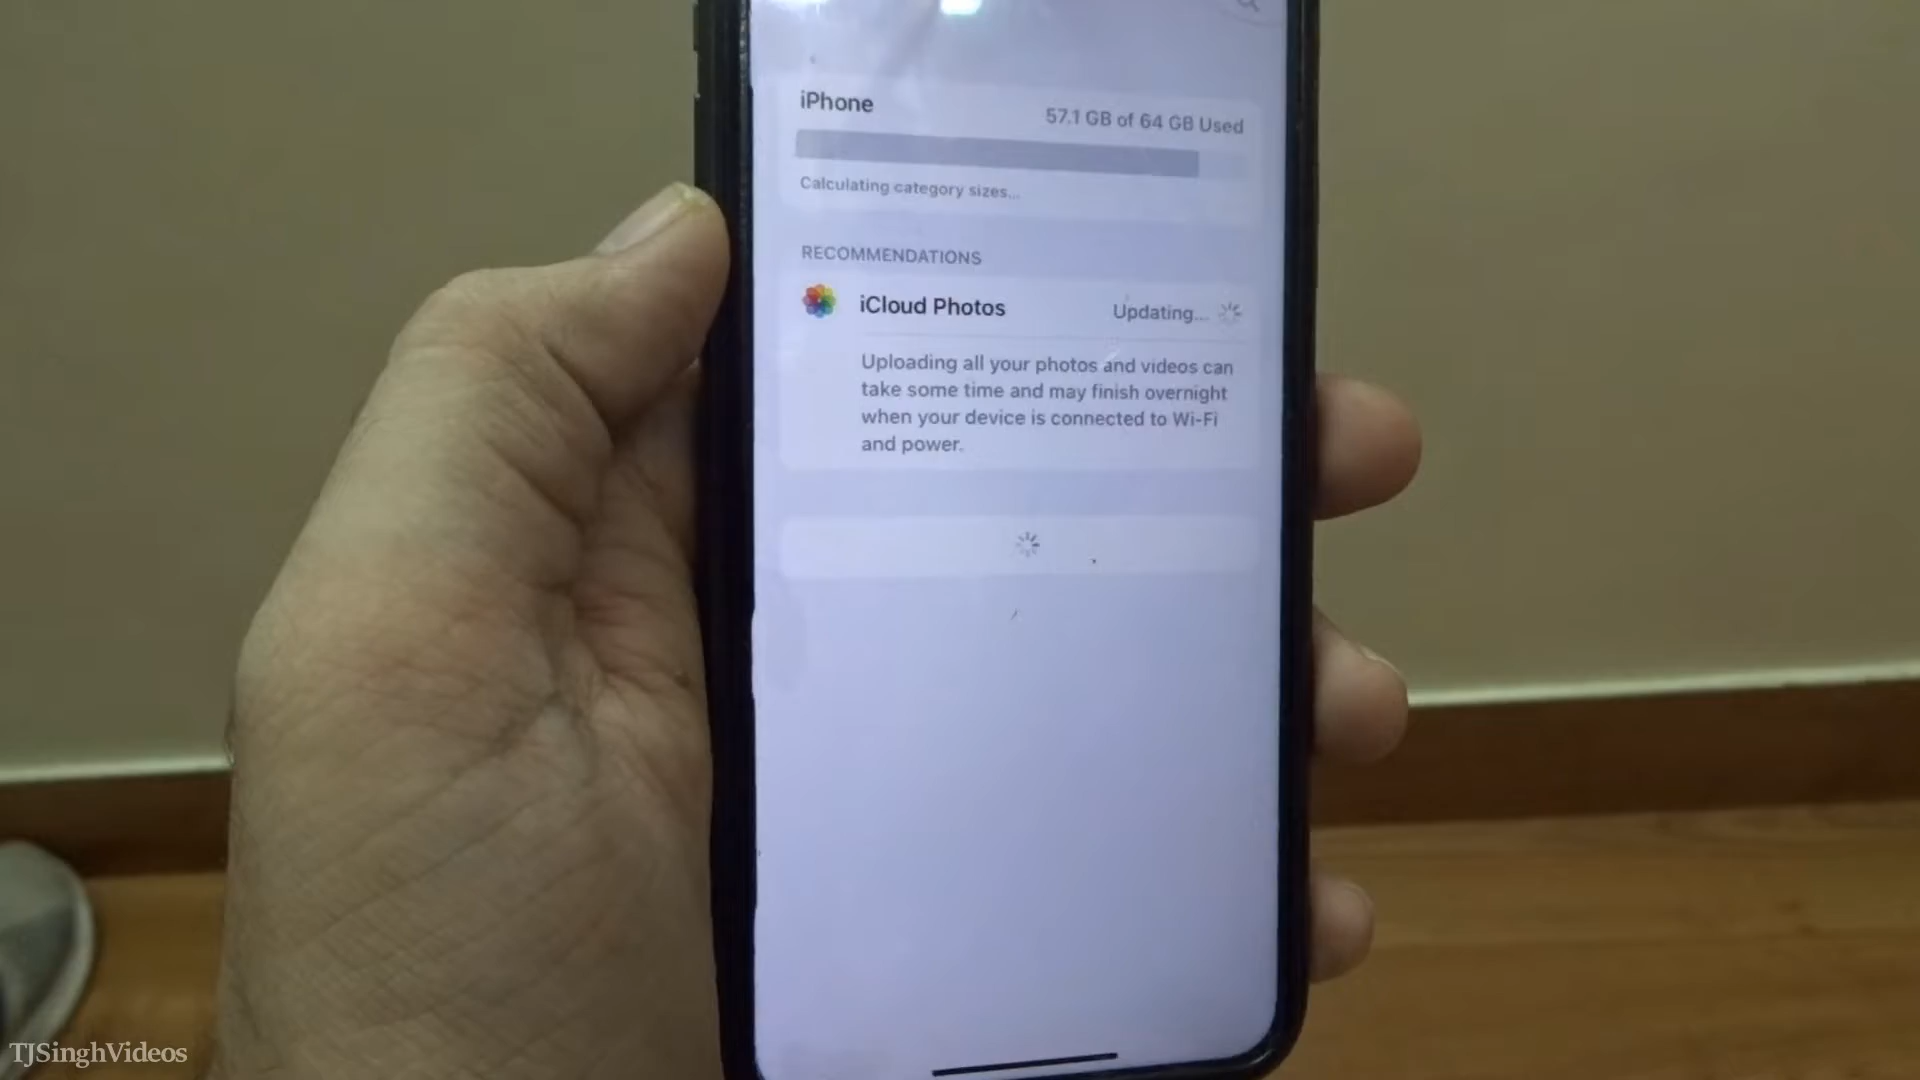 iPhone
57.1 GB of 64 GB Used
Calculating category sizes...
RECOMMENDATIONS
iCloud Photos
Updating...
Uploading all your photos and videos can
take some time and may finish overnight
when your device is connected to Wi-Fi
and power.
TJSinghVideos